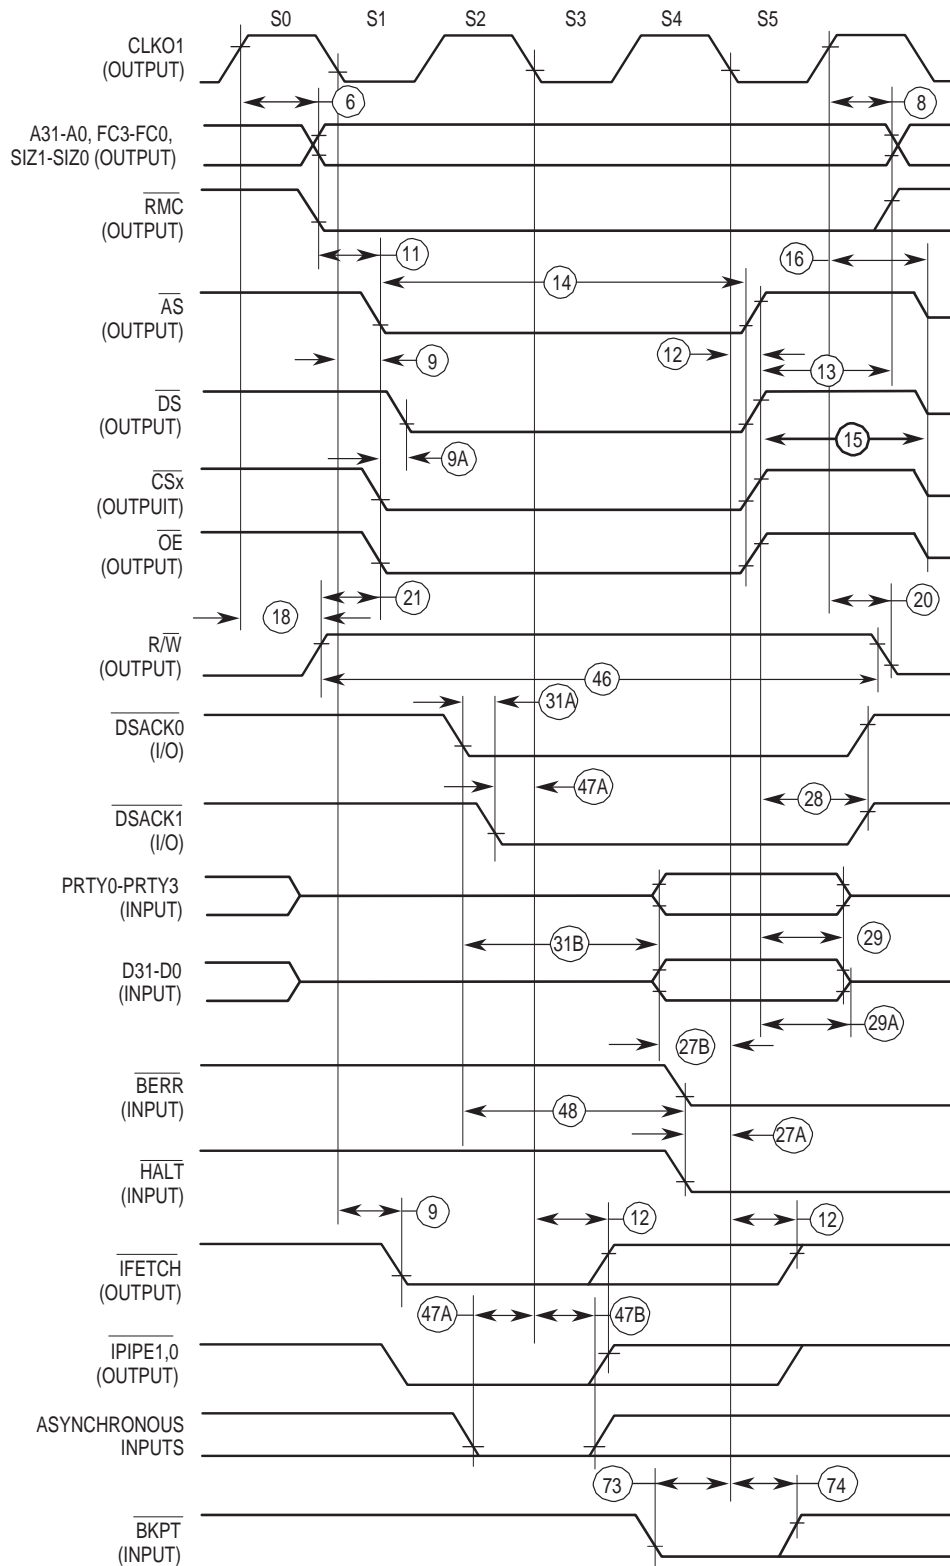 S0 S1 S2 S3 S4 S5
CLKO1
(OUTPUT)
6
8
A31-A0, FC3-FC0,
SIZ1-SIZ0 (OUTPUT)
RMC
(OUTPUT)
11
16
14
AS
(OUTPUT)
9
12
13
DS
(OUTPUT)
15
9A
CSx
(OUTPUIT)
OE
(OUTPUT)
21
20
18
R/W
(OUTPUT)
46
31A
DSACK0
(I/O)
47A
28
DSACK1
(I/O)
PRTY0-PRTY3
(INPUT)
31B
29
D31-D0
(INPUT)
29A
27B
BERR
(INPUT)
48
27A
HALT
(INPUT)
9
12
12
IFETCH
(OUTPUT)
47A
47B
IPIPE1,0
(OUTPUT)
ASYNCHRONOUS
INPUTS
73
74
BKPT
(INPUT)